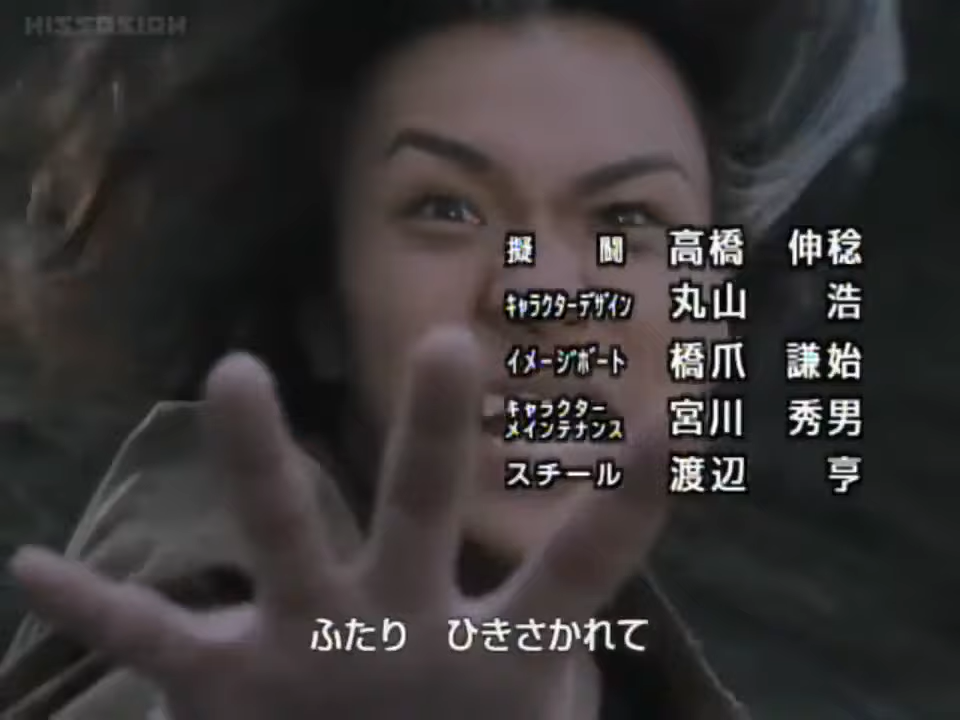 HISSASION
擬　　闘　高橋　伸稔
キャラクターデザイン　丸山　　浩
イメージボート　橋爪　謙始
キャラクター
メインテナンス　宮川　秀男
スチール　渡辺　　亨
ふたり　ひきさかれて